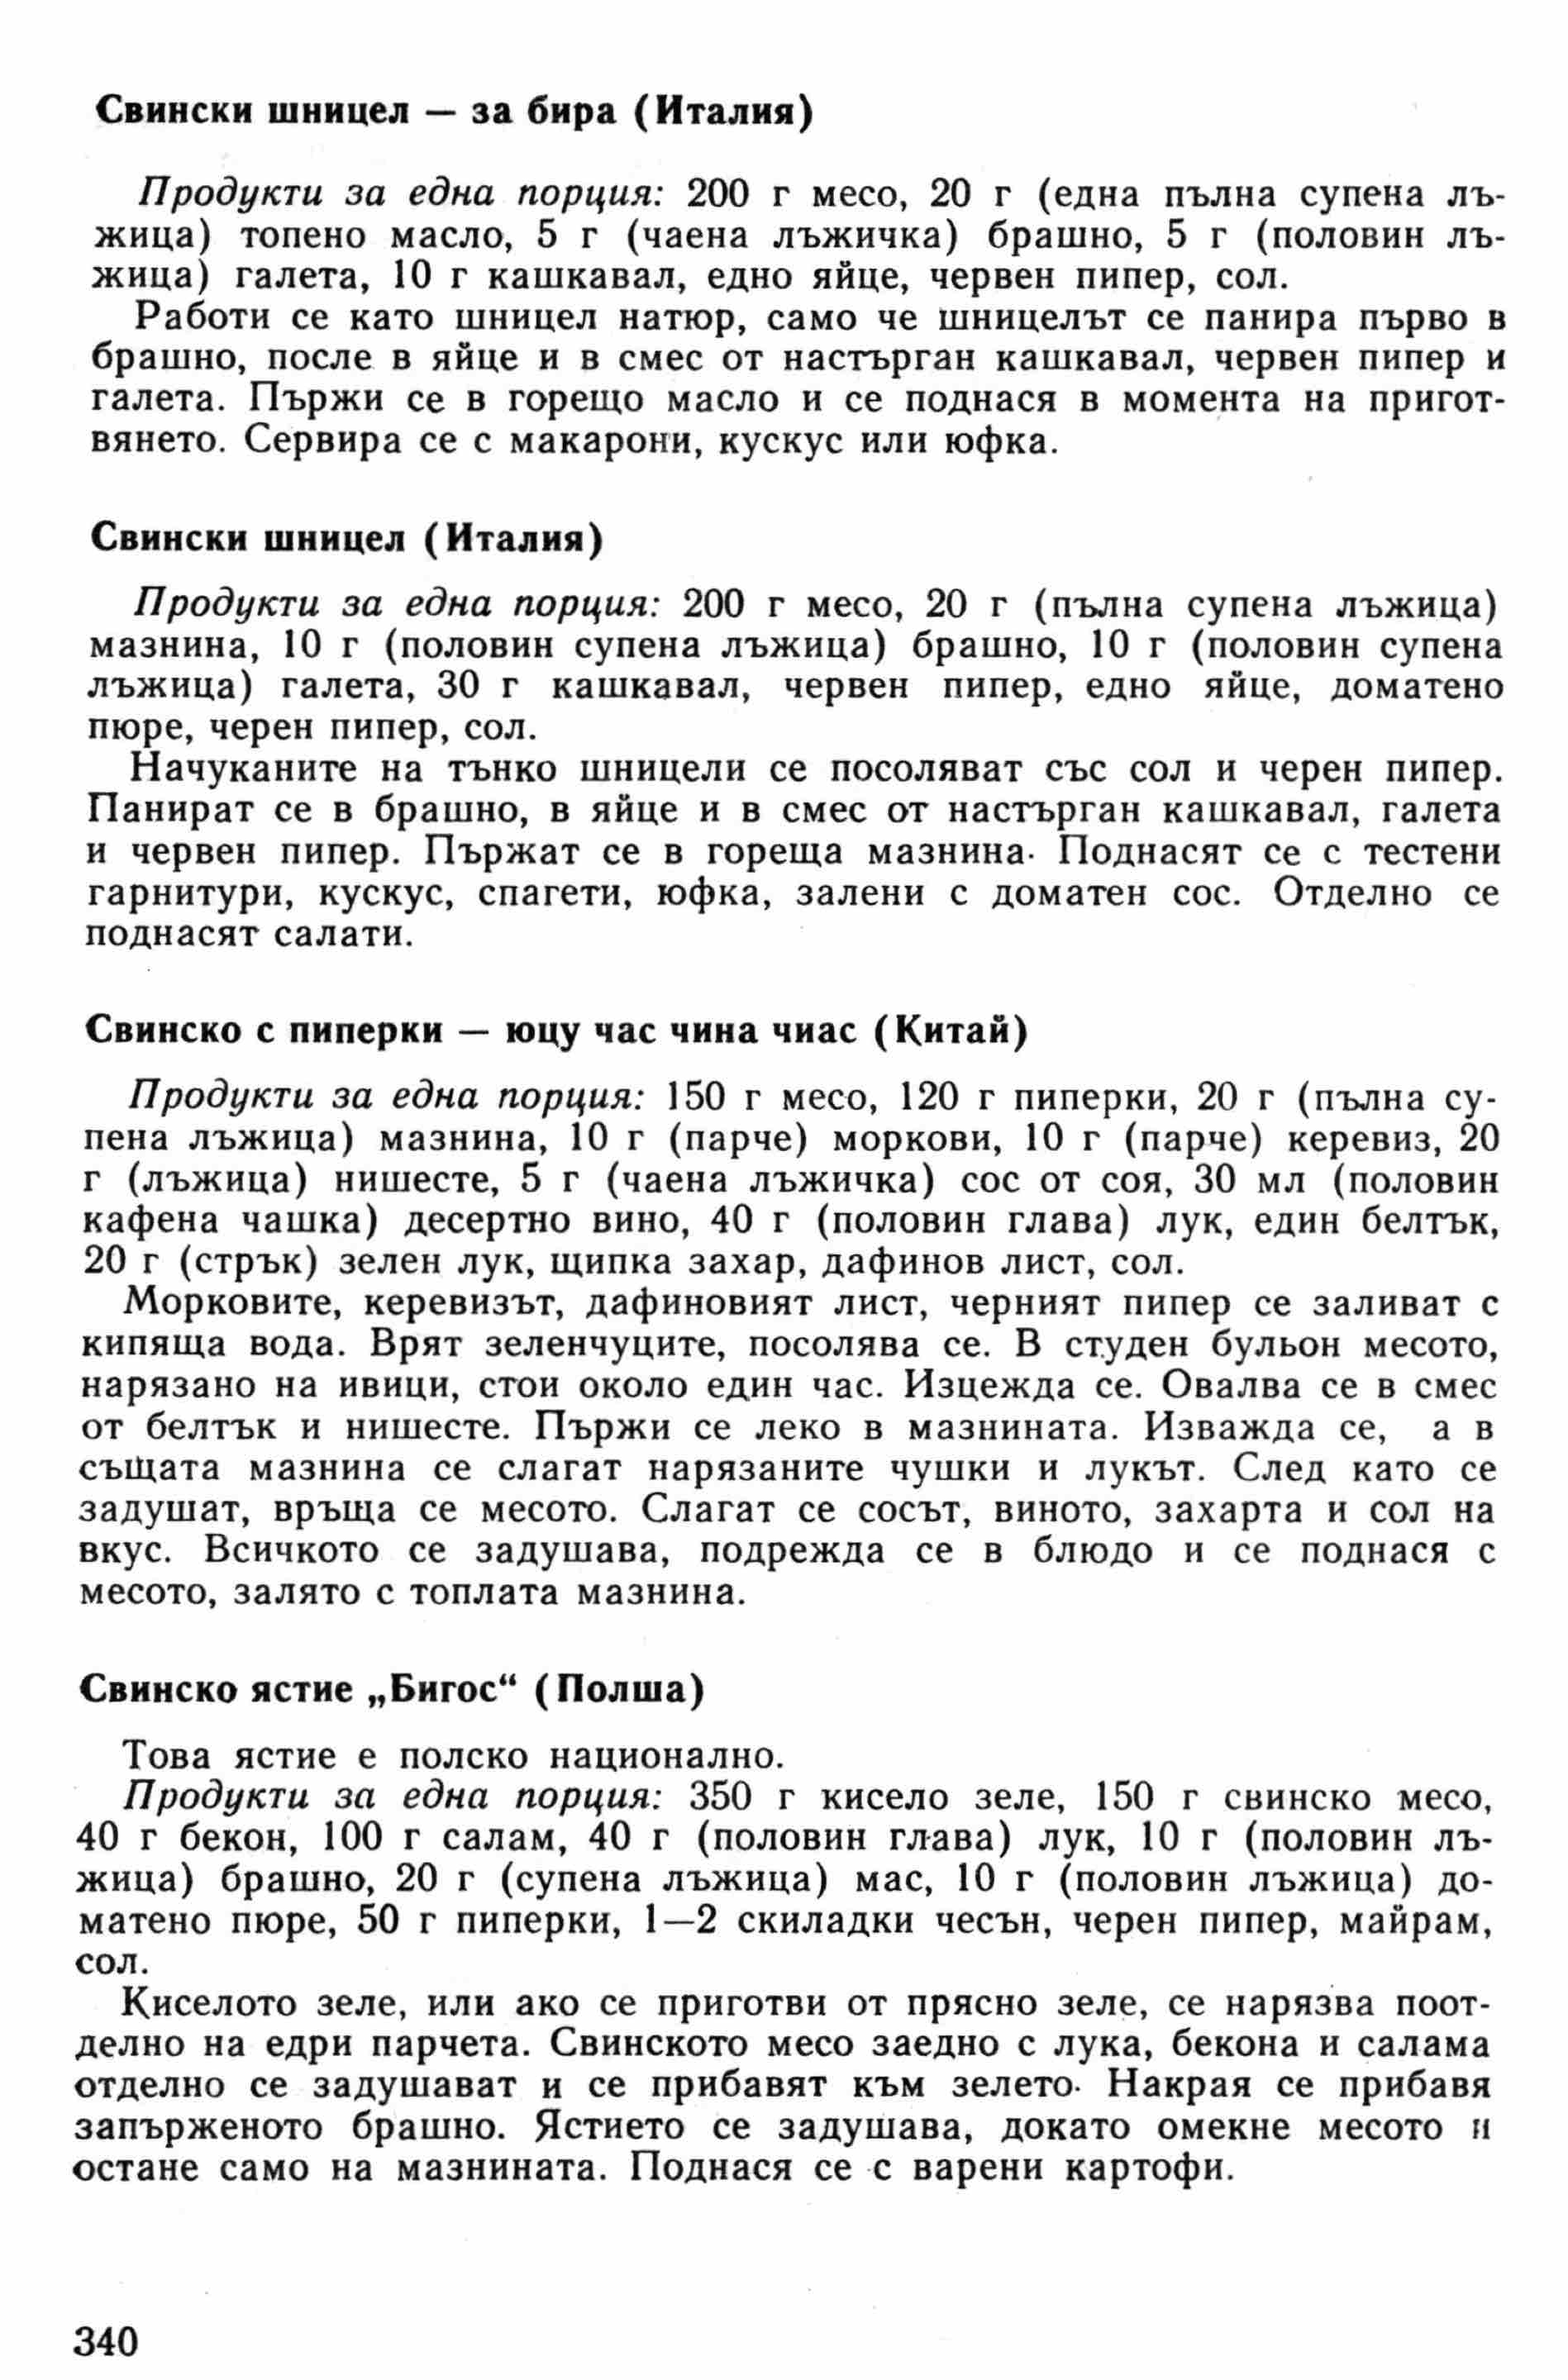 Свински шницел — за бира (Италия)
Продукти за една порция: 200 г месо, 20 г (една пълна супена лъ-
жица) топено масло, 5 г (чаена лъжичка) брашно, 5 г (половин лъ-
жица) галета, 10 г кашкавал, едно яйце, червен пипер, сол.
Работи се като шницел натюр, само че шницелът се панира първо в
брашно, после в яйце и в смес от настърган кашкавал, червен пипер и
галета. Пържи се в горещо масло и се поднася в момента на пригот-
вянето. Сервира се с макарони, кускус или юфка.
Свински шницел (Италия)
Продукти за една порция: 200 г месо, 20 г (пълна супена лъжица)
мазнина, 10 г (половин супена лъжица) брашно, 10 г (половин супена
лъжица) галета, 30 г кашкавал, червен пипер, едно яйце, доматено
пюре, черен пипер, сол.
Начуканите на тънко шницели се посоляват със сол и черен пипер.
Панират се в брашно, в яйце и в смес от настърган кашкавал, галета
и червен пипер. Пържат се в гореща мазнина. Поднасят се с тестени
гарнитури, кускус, спагети, юфка, залени с доматен сос. Отделно се
поднасят салати.
Свинско с пиперки — юцу час чина чиас (Китай)
Продукти за една порция: 150 г месо, 120 г пиперки, 20 г (пълна су-
пена лъжица) мазнина, 10 г (парче) моркови, 10 г (парче) керевиз, 20
г (лъжица) нишесте, 5 г (чаена лъжичка) сос от соя, 30 мл (половин
кафена чашка) десертно вино, 40 г (половин глава) лук, един белтък,
20 г (стрък) зелен лук, щипка захар, дафинов лист, сол.
Морковите, керевизът, дафиновият лист, черният пипер се заливат с
кипяща вода. Врят зеленчуците, посолява се. В студен бульон месото,
нарязано на ивици, стои около един час. Изцежда се. Овалва се в смес
от белтък и нишесте. Пържи се леко в мазнината. Изважда се, а в
същата мазнина се слагат нарязаните чушки и лукът. След като се
задушат, връща се месото. Слагат се сосът, виното, захарта и сол на
вкус. Всичкото се задушава, подрежда се в блюдо и се поднася с
месото, залято с топлата мазнина.
Свинско ястие „Бигос“ (Полша)
Това ястие е полско национално.
Продукти за една порция: 350 г кисело зеле, 150 г свинско месо,
40 г бекон, 100 г салам, 40 г (половин глава) лук, 10 г (половин лъ-
жица) брашно, 20 г (супена лъжица) мас, 10 г (половин лъжица) до-
матено пюре, 50 г пиперки, 1—2 скиладки чесън, черен пипер, майрам,
сол.
Киселото зеле, или ако се приготви от прясно зеле, се нарязва поот-
делно на едри парчета. Свинското месо заедно с лука, бекона и салама
отделно се задушават и се прибавят към зелето. Накрая се прибавя
запърженото брашно. Ястието се задушава, докато омекне месото и
остане само на мазнината. Поднася се с варени картофи.
340